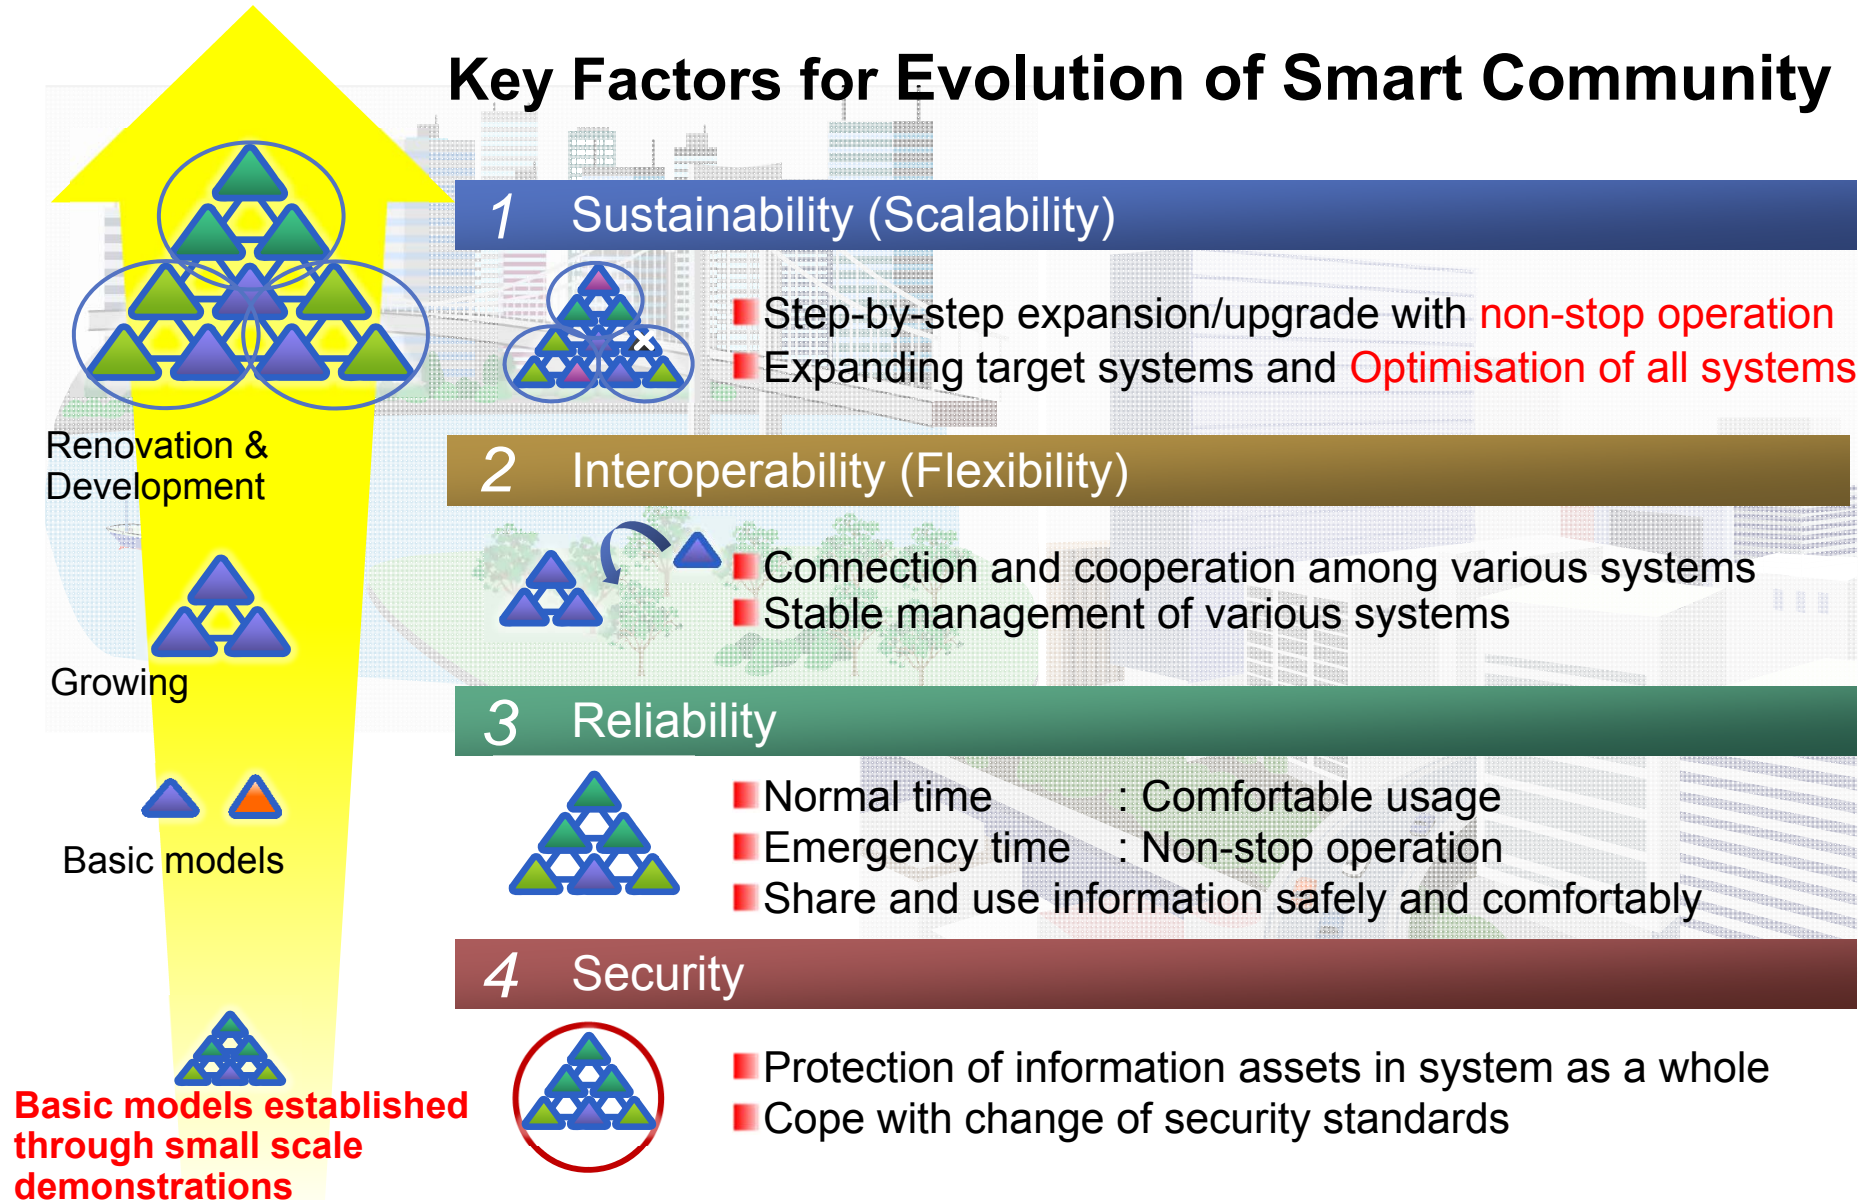 Key Factors for Evolution of Smart Community
1 Sustainability (Scalability)
Step-by-step expansion/upgrade with non-stop operation
Expanding target systems and Optimisation of all systems
2 Interoperability (Flexibility)
Connection and cooperation among various systems
Stable management of various systems
3 Reliability
Normal time : Comfortable usage
Emergency time : Non-stop operation
Share and use information safely and comfortably
4 Security
Protection of information assets in system as a whole
Cope with change of security standards
Renovation &
Development
Growing
Basic models
Basic models established
through small scale
demonstrations